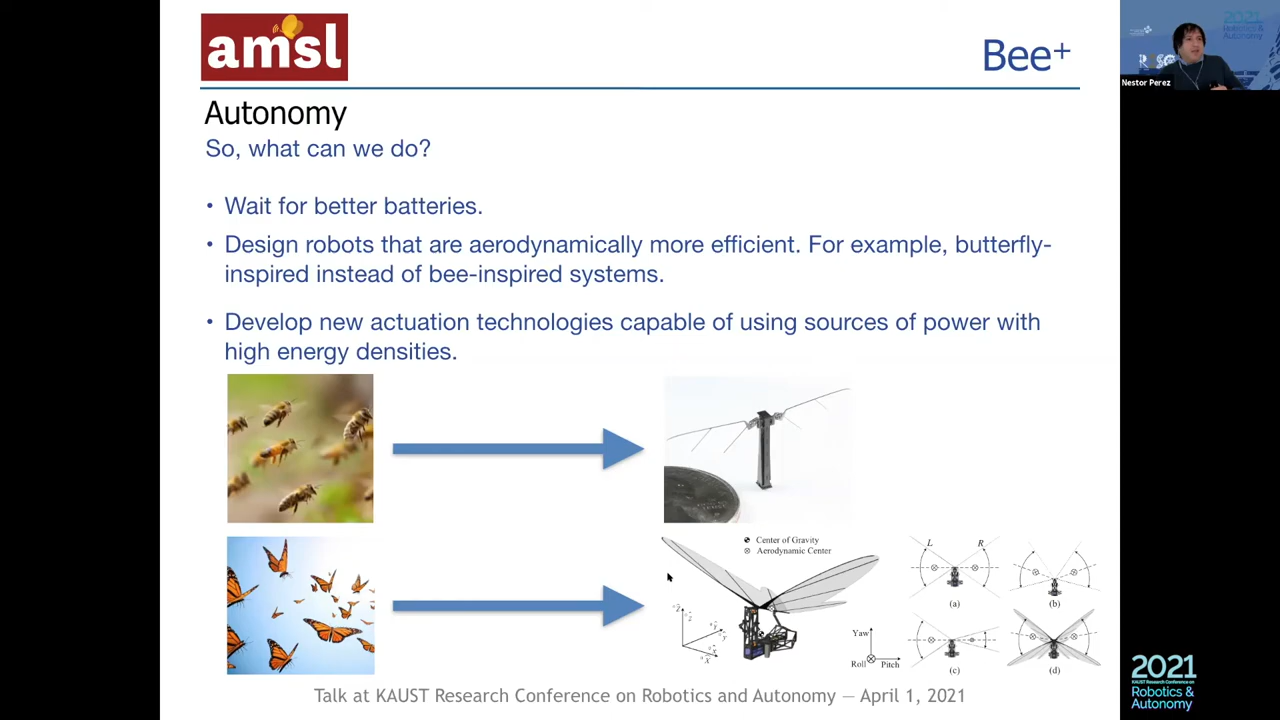 amsl
Bee+
Autonomy
So, what can we do?
• Wait for better batteries.
• Design robots that are aerodynamically more efficient. For example, butterfly-
inspired instead of bee-inspired systems.
• Develop new actuation technologies capable of using sources of power with
high energy densities.
Center of Gravity
Aerodynamic Center
L
R
(a)
(b)
Yaw
Roll
Pitch
(c)
(d)
Talk at KAUST Research Conference on Robotics and Autonomy — April 1, 2021
Nestor Perez
2021
Robotics &
Autonomy
2021
KAUST Research Conference on
Robotics &
Autonomy